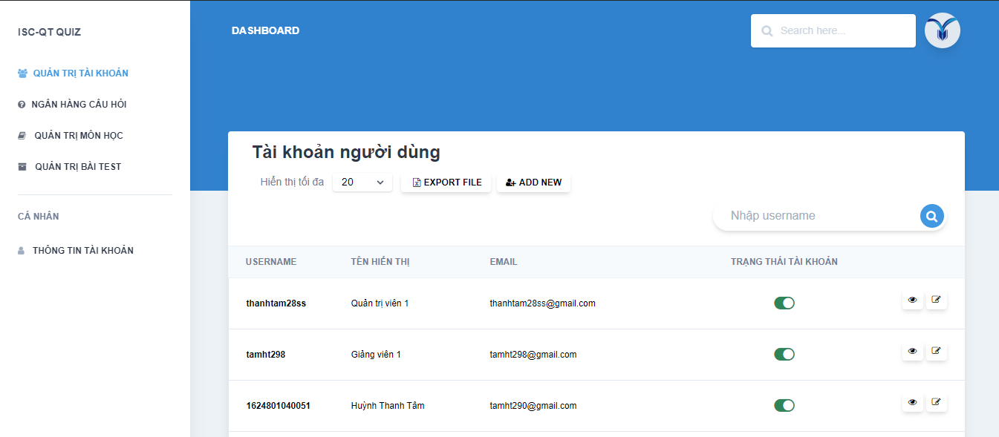 ISC-QT QUIZ
QUẢN TRỊ TÀI KHOẢN
NGÂN HÀNG CÂU HỎI
QUẢN TRỊ MÔN HỌC
QUẢN TRỊ BÀI TEST
CÁ NHÂN
THÔNG TIN TÀI KHOẢN
DASHBOARD
Search here...
Tài khoản người dùng
Hiển thị tối đa 20 EXPORT FILE ADD NEW
Nhập username
USERNAME TÊN HIỂN THỊ EMAIL TRẠNG THÁI TÀI KHOẢN
thanhtam28ss Quản trị viên 1 thanhtam28ss@gmail.com
tamht298 Giảng viên 1 tamht298@gmail.com
1624801040051 Huỳnh Thanh Tâm tamht290@gmail.com